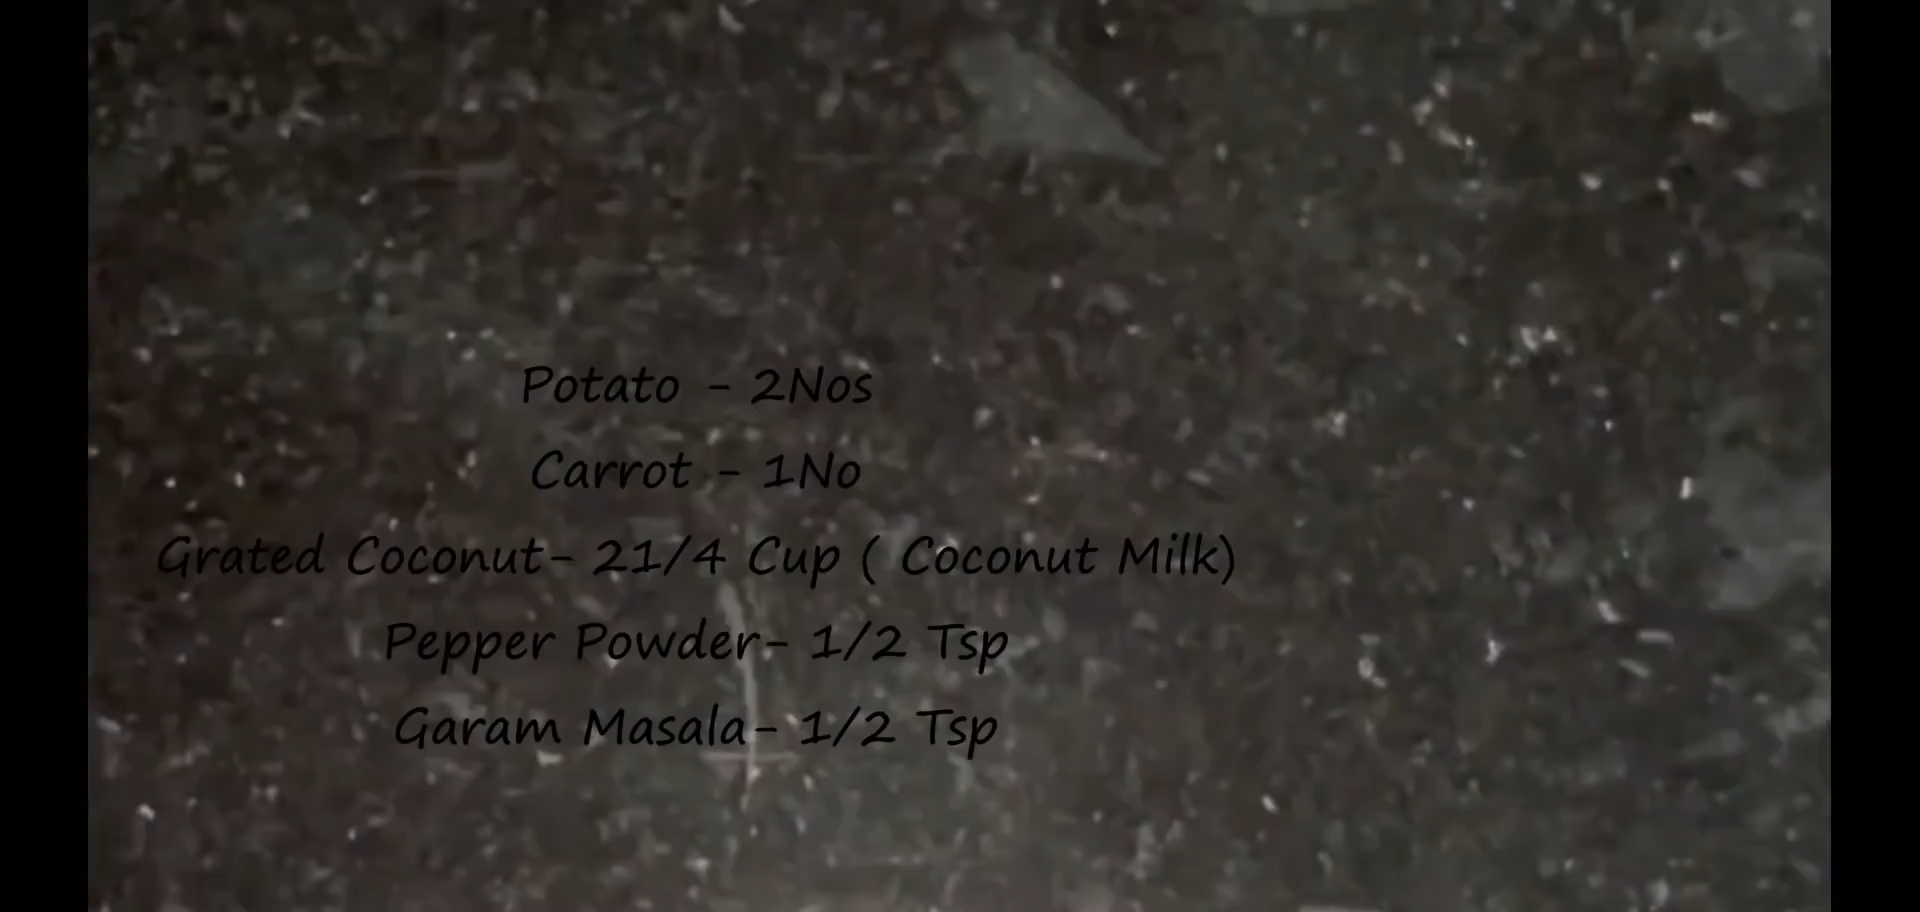 Potato - 2Nos
Carrot - 1No
Grated Coconut- 21/4 Cup ( Coconut Milk)
Pepper Powder- 1/2 Tsp
Garam Masala- 1/2 Tsp